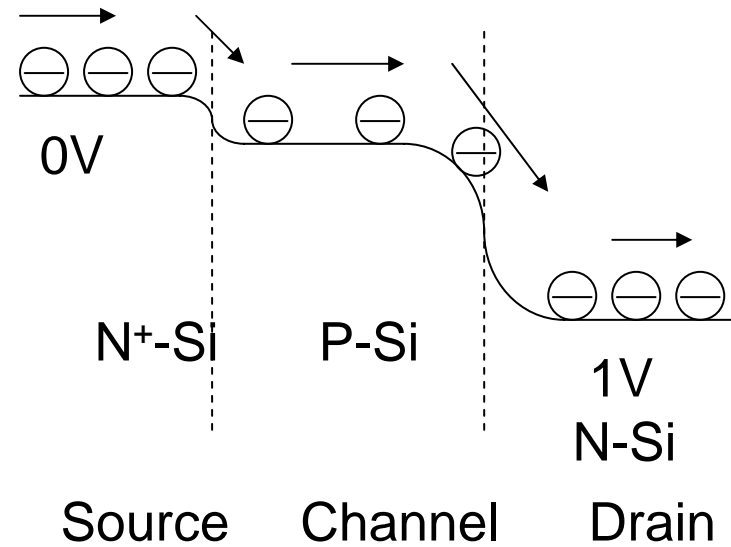 0V
N⁺-Si P-Si
1V
N-Si
Source Channel Drain